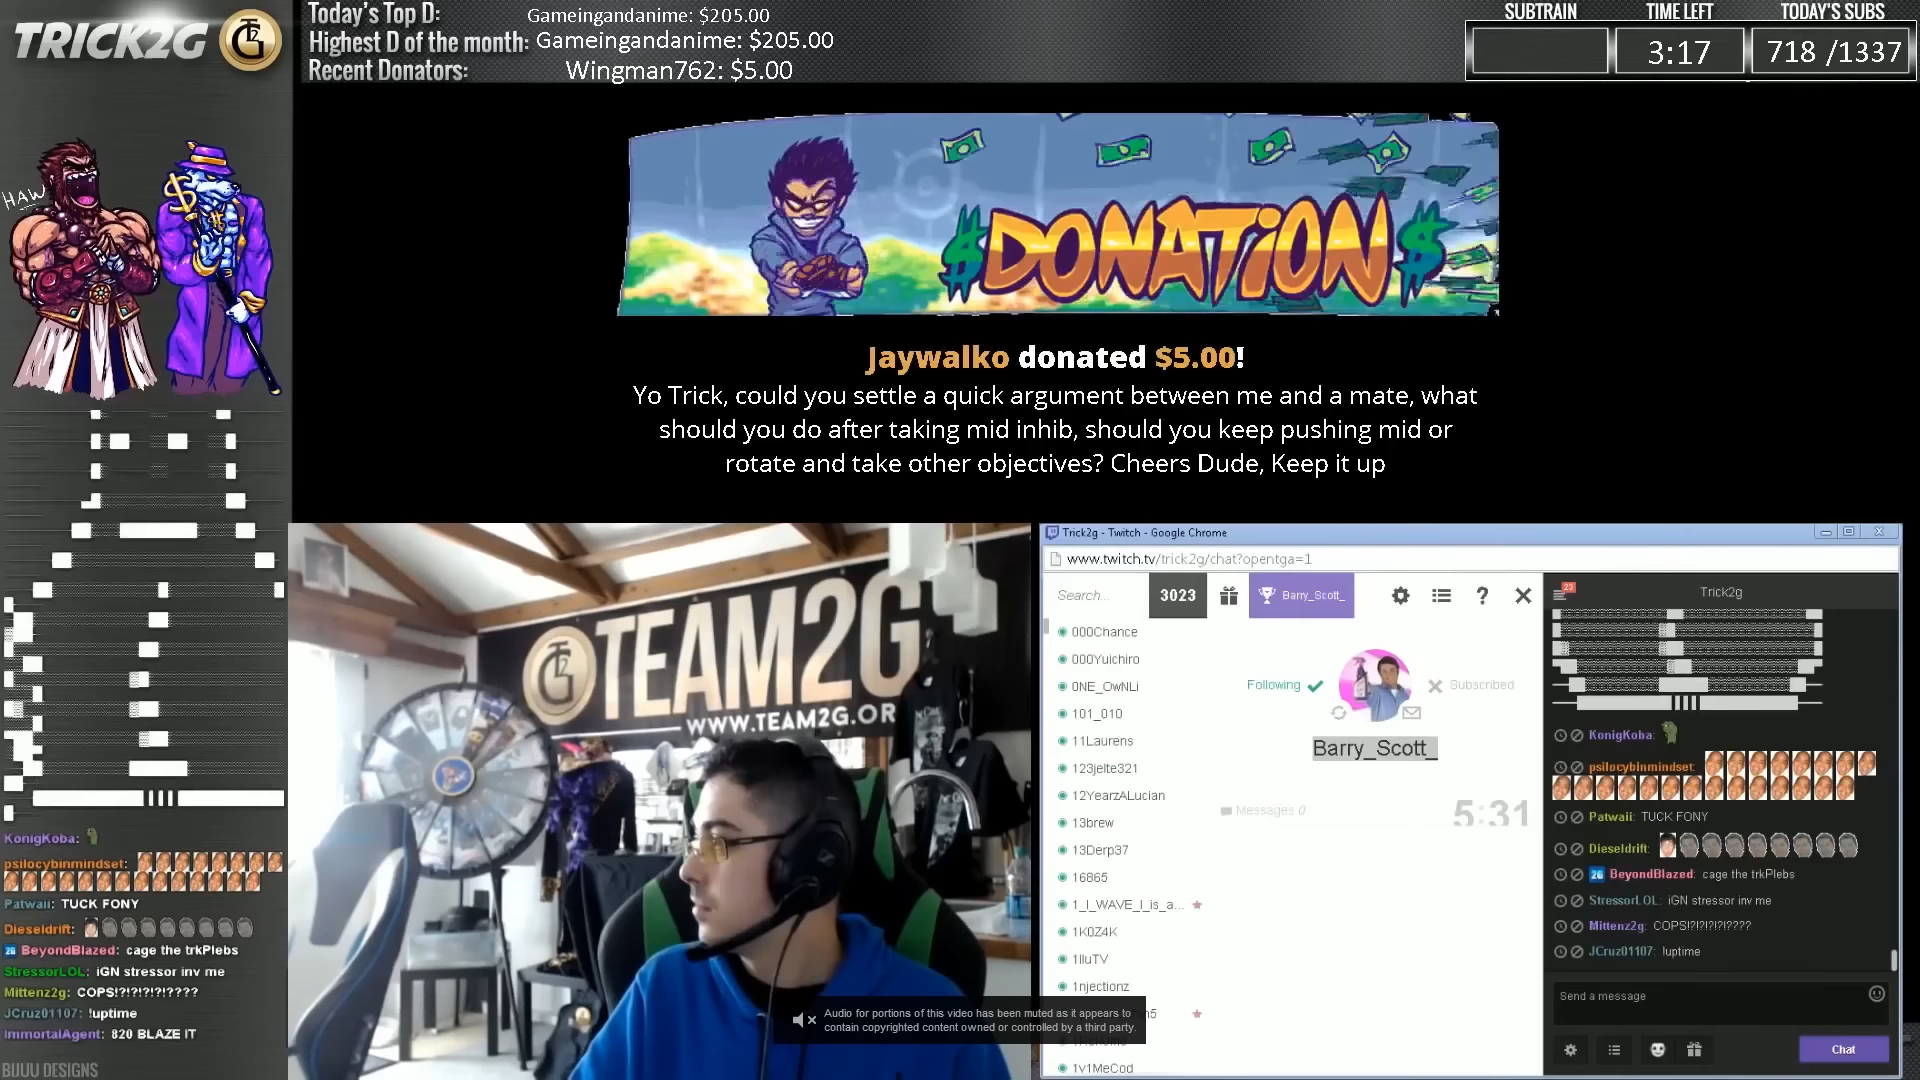 TRICK2G
Today's Top D: Gameingandanime: $205.00
Highest D of the month: Gameingandanime: $205.00
Recent Donators: Wingman762: $5.00
SUBTRAIN
TIME LEFT
TODAY'S SUBS
3:17
718 /1337
HAW
$DONATION$
Jaywalko donated $5.00!
Yo Trick, could you settle a quick argument between me and a mate, what
should you do after taking mid inhib, should you keep pushing mid or
rotate and take other objectives? Cheers Dude, Keep it up
KonigKoba:
psilocybinmindset:
Patwaii: TUCK FONY
Dieseldrift:
2G BeyondBlazed: cage the trkPlebs
StressorLOL: iGN stressor inv me
Mittenz2g: COPS!?!?!?!?!????
JCruz01107: !uptime
ImmortalAgent: 820 BLAZE IT
BIJUU DESIGNS
TEAM2G
WWW.TEAM2G.OR
Audio for portions of this video has been muted as it appears to
contain copyrighted content owned or controlled by a third party.
Trick2g - Twitch - Google Chrome
www.twitch.tv/trick2g/chat?opentga=1
Search...
3023
Barry_Scott_
?
000Chance
000Yuichiro
0NE_OwNLi
101_010
11Laurens
123jelte321
12YearzALucian
13brew
13Derp37
16865
1_I_WAVE_I_is_a...
1K0Z4K
1lluTV
1njectionz
1v1MeCod
Following
Subscribed
Barry_Scott_
Messages 0
5:31
23
Trick2g
KonigKoba:
psilocybinmindset:
Patwaii: TUCK FONY
Dieseldrift:
2G BeyondBlazed: cage the trkPlebs
StressorLOL: iGN stressor inv me
Mittenz2g: COPS!?!?!?!?!????
JCruz01107: !uptime
Send a message
Chat